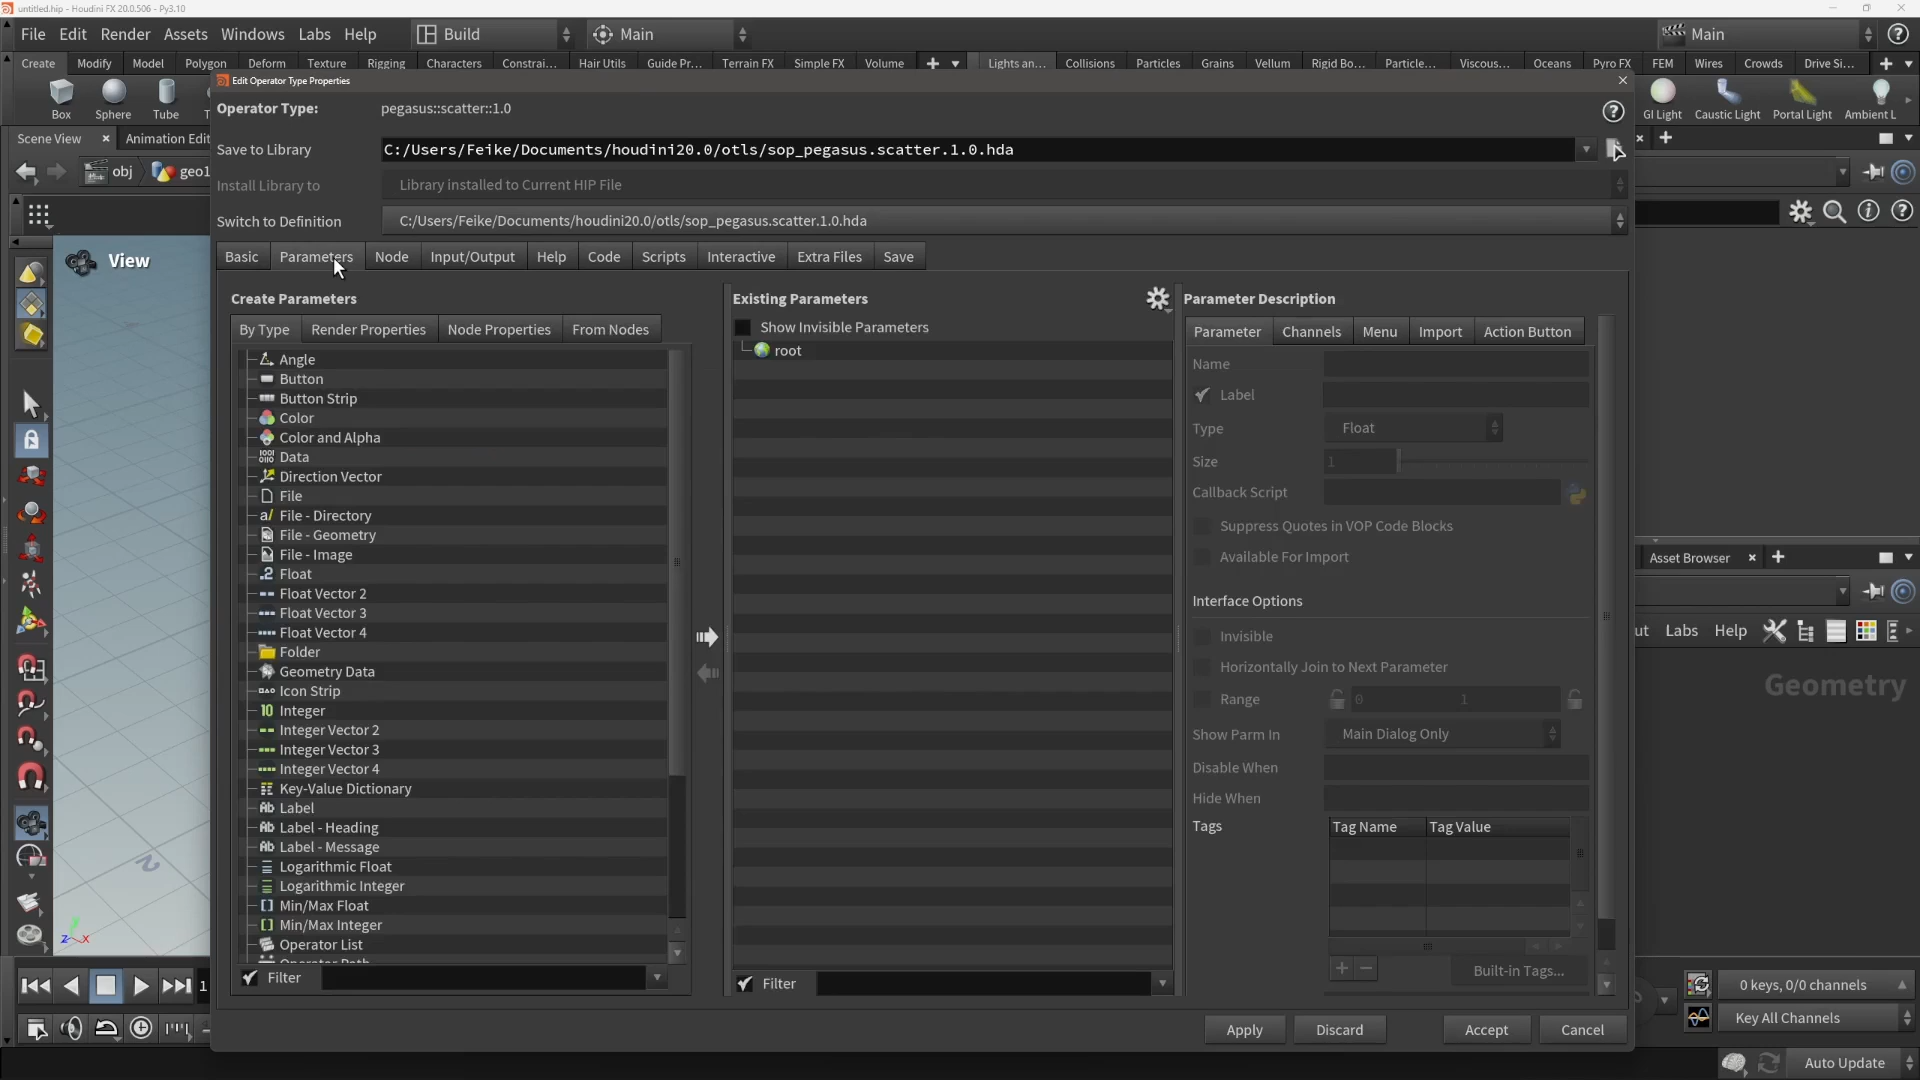 untitled.hip - Houdini FX 20.0.506 - Py3.10
File Edit Render Assets Windows Labs Help Build Main Main
Create Modify Model Polygon Deform Texture Rigging Characters Constrai... Hair Utils Guide Pr... Terrain FX Simple FX Volume Lights an... Collisions Particles Grains Vellum Rigid Bo... Particle... Viscous... Oceans Pyro FX FEM Wires Crowds Drive Si...
Edit Operator Type Properties
Box Sphere Tube GI Light Caustic Light Portal Light Ambient L
Operator Type: pegasus::scatter::1.0
Scene View Animation Edit
Save to Library C:/Users/Feike/Documents/houdini20.0/otls/sop_pegasus.scatter.1.0.hda
obj geo1
Install Library to Library installed to Current HIP File
Switch to Definition C:/Users/Feike/Documents/houdini20.0/otls/sop_pegasus.scatter.1.0.hda
Basic Parameters Node Input/Output Help Code Scripts Interactive Extra Files Save
View
Create Parameters
By Type Render Properties Node Properties From Nodes
Angle
Button
Button Strip
Color
Color and Alpha
Data
Direction Vector
File
File - Directory
File - Geometry
File - Image
Float
Float Vector 2
Float Vector 3
Float Vector 4
Folder
Geometry Data
Icon Strip
Integer
Integer Vector 2
Integer Vector 3
Integer Vector 4
Key-Value Dictionary
Label
Label - Heading
Label - Message
Logarithmic Float
Logarithmic Integer
Min/Max Float
Min/Max Integer
Operator List
Filter
Existing Parameters
Show Invisible Parameters
root
Filter
Parameter Description
Parameter Channels Menu Import Action Button
Name
Label
Type Float
Size 1
Callback Script
Suppress Quotes in VOP Code Blocks
Available For Import
Interface Options
Invisible
Horizontally Join to Next Parameter
Range 0 1
Show Parm In Main Dialog Only
Disable When
Hide When
Tags Tag Name Tag Value
Built-in Tags...
Apply Discard Accept Cancel
Asset Browser
ut Labs Help
Geometry
z x
1
0 keys, 0/0 channels
Key All Channels
Auto Update